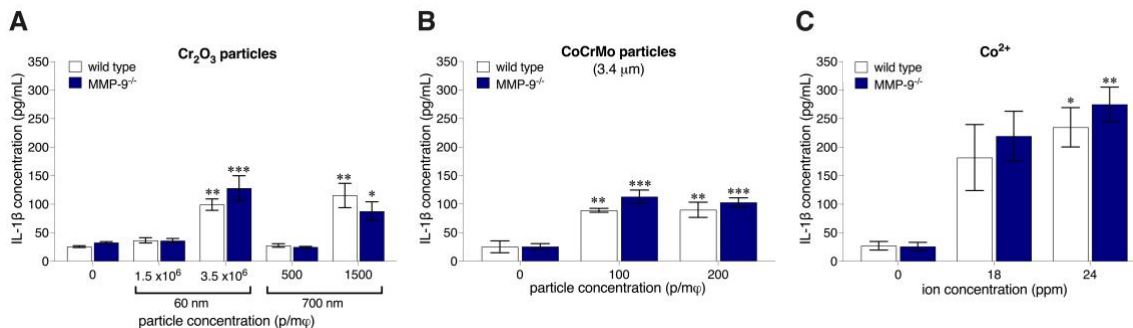 A
Cr₂O₃ particles
wild type
MMP-9⁻/⁻
IL-1β concentration (pg/mL)
350
300
250
200
150
100
50
0
**
***
**
*
0
1.5 x10⁶
3.5 x10⁶
500
1500
60 nm
700 nm
particle concentration (p/mφ)
B
CoCrMo particles
(3.4 μm)
wild type
MMP-9⁻/⁻
IL-1β concentration (pg/mL)
350
300
250
200
150
100
50
0
**
***
**
***
0
100
200
particle concentration (p/mφ)
C
Co²⁺
wild type
MMP-9⁻/⁻
IL-1β concentration (pg/mL)
350
300
250
200
150
100
50
0
*
**
0
18
24
ion concentration (ppm)